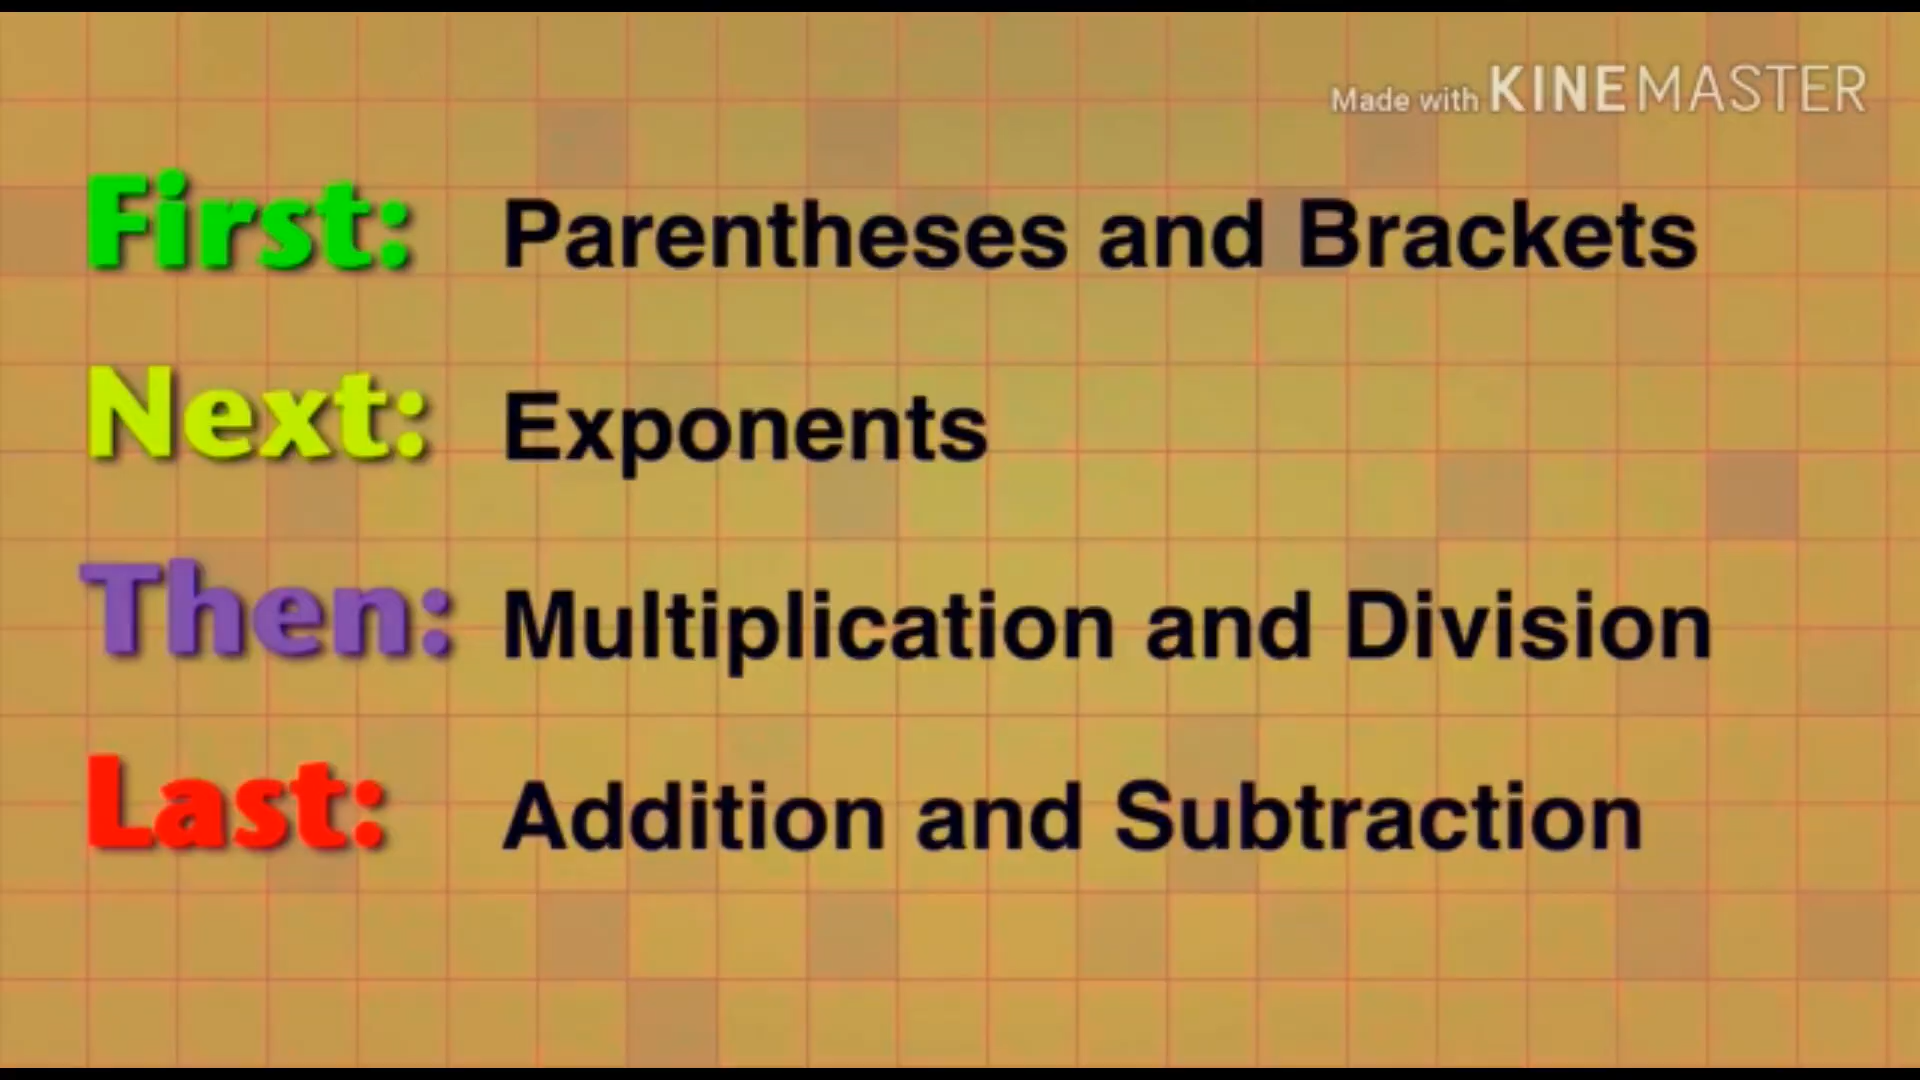 Made with KINEMASTER
First: Parentheses and Brackets
Next: Exponents
Then: Multiplication and Division
Last: Addition and Subtraction